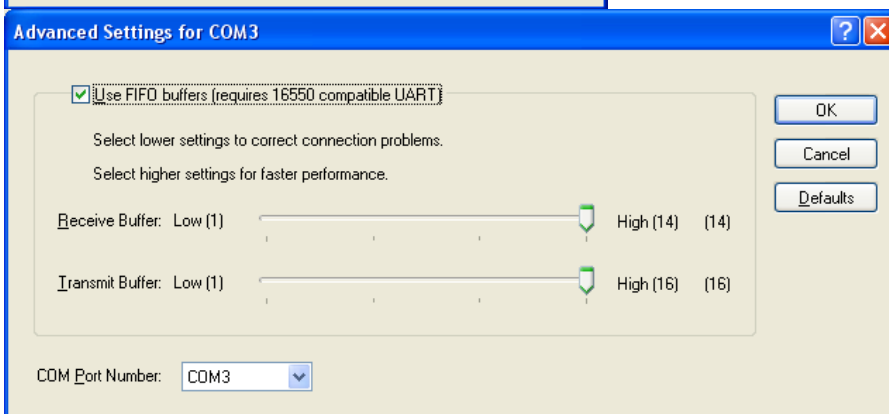 Advanced Settings for COM3
Use FIFO buffers (requires 16550 compatible UART)
OK
Select lower settings to correct connection problems.
Cancel
Select higher settings for faster performance.
Defaults
Receive Buffer: Low (1) High (14) (14)
Transmit Buffer: Low (1) High (16) (16)
COM Port Number: COM3